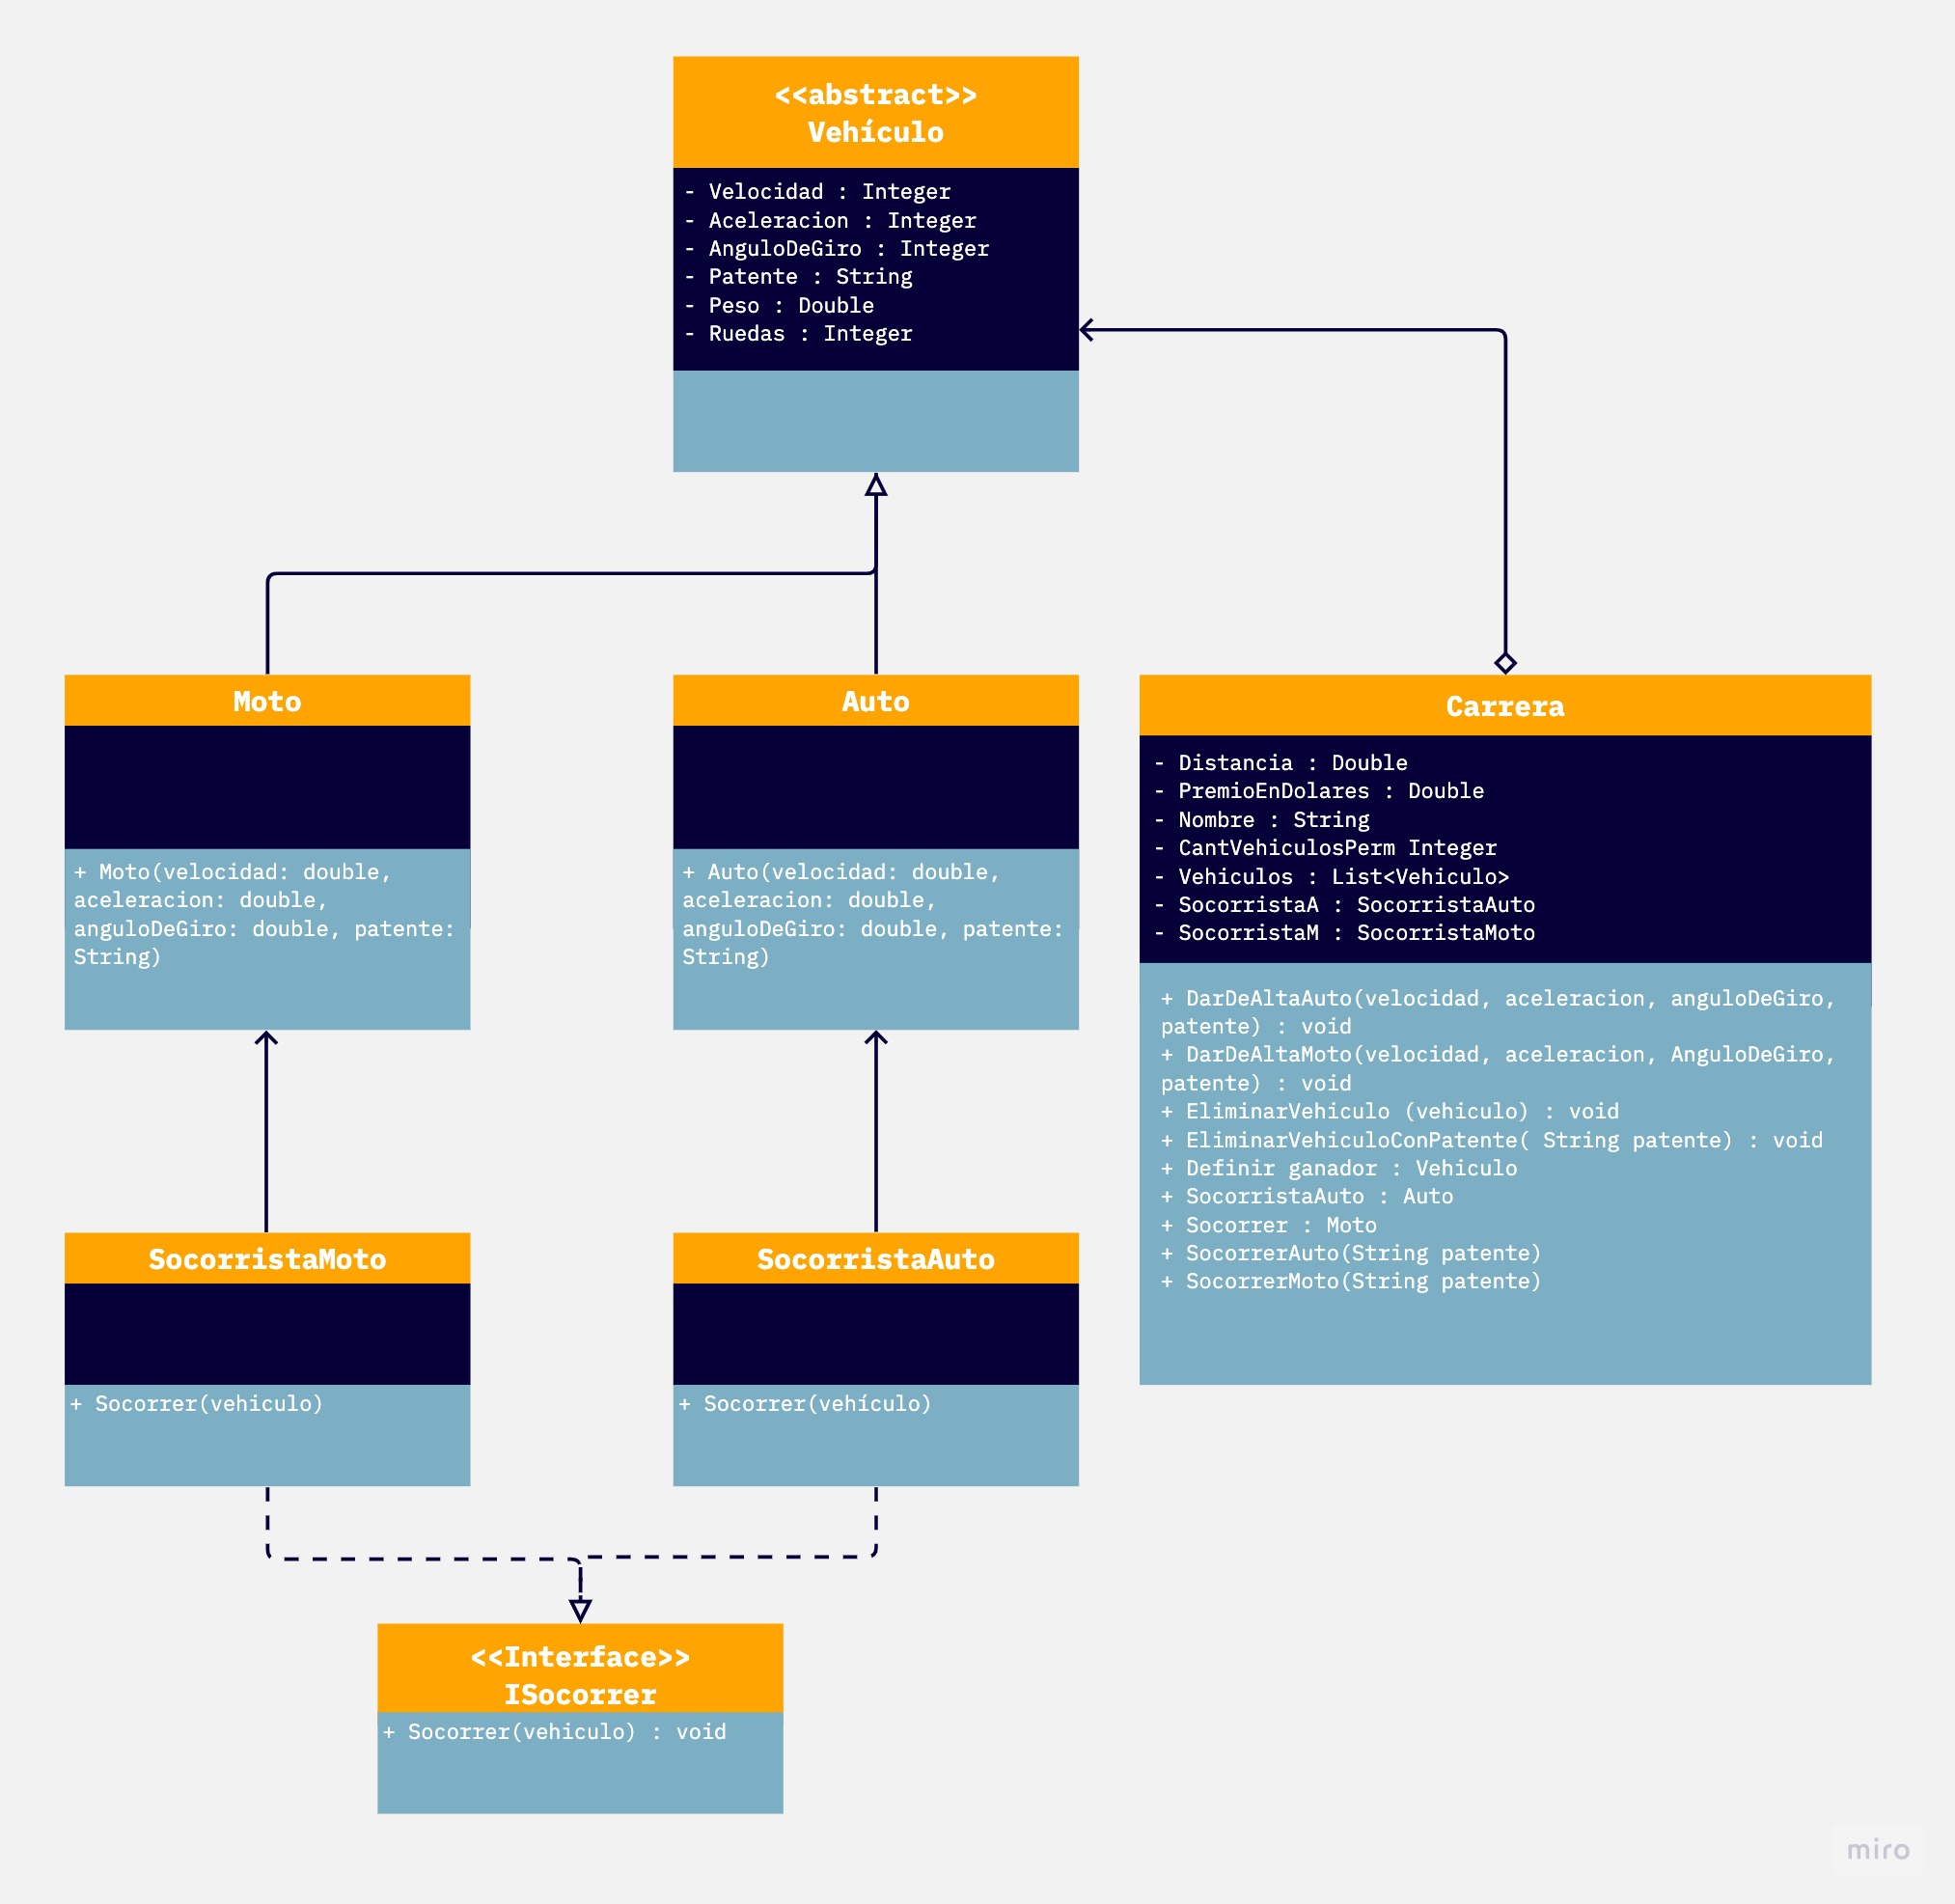 <<abstract>>
Vehículo
- Velocidad : Integer
- Aceleracion : Integer
- AnguloDeGiro : Integer
- Patente : String
- Peso : Double
- Ruedas : Integer
Moto
+ Moto(velocidad: double,
aceleracion: double,
anguloDeGiro: double, patente:
String)
Auto
+ Auto(velocidad: double,
aceleracion: double,
anguloDeGiro: double, patente:
String)
Carrera
- Distancia : Double
- PremioEnDolares : Double
- Nombre : String
- CantVehiculosPerm Integer
- Vehiculos : List<Vehiculo>
- SocorristaA : SocorristaAuto
- SocorristaM : SocorristaMoto
+ DarDeAltaAuto(velocidad, aceleracion, anguloDeGiro,
patente) : void
+ DarDeAltaMoto(velocidad, aceleracion, AnguloDeGiro,
patente) : void
+ EliminarVehiculo (vehiculo) : void
+ EliminarVehiculoConPatente( String patente) : void
+ Definir ganador : Vehiculo
+ SocorristaAuto : Auto
+ Socorrer : Moto
+ SocorrerAuto(String patente)
+ SocorrerMoto(String patente)
SocorristaMoto
+ Socorrer(vehiculo)
SocorristaAuto
+ Socorrer(vehículo)
<<Interface>>
ISocorrer
+ Socorrer(vehiculo) : void
miro